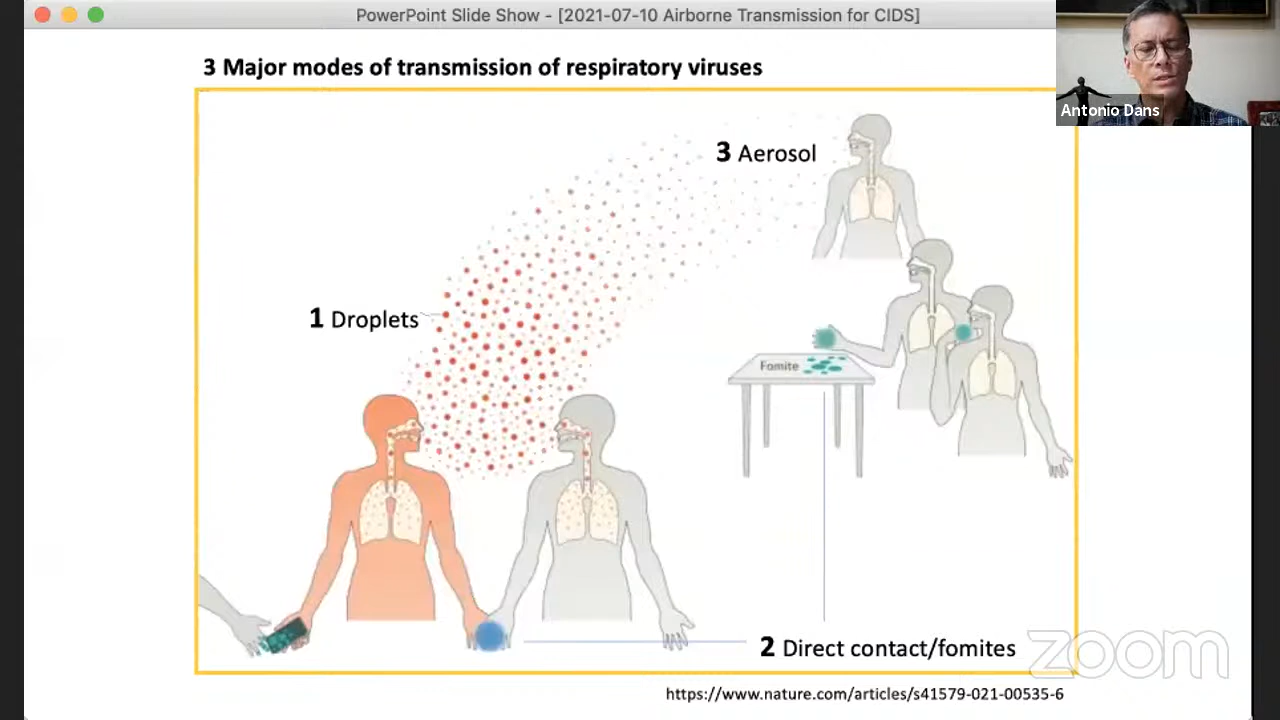 PowerPoint Slide Show - [2021-07-10 Airborne Transmission for CIDS]
Antonio Dans
3 Major modes of transmission of respiratory viruses
3 Aerosol
1 Droplets
Fomite
2 Direct contact/fomites
zoom
https://www.nature.com/articles/s41579-021-00535-6